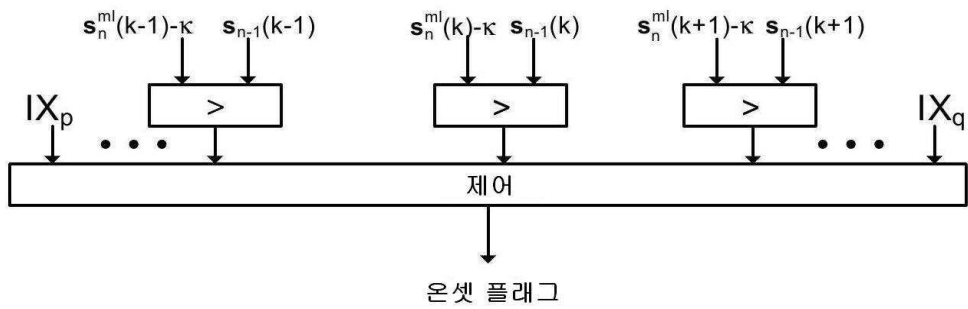 s_n^ml(k-1)-κ s_n-1(k-1) s_n^ml(k)-κ s_n-1(k) s_n^ml(k+1)-κ s_n-1(k+1)
IX_p > > > IX_q
제어
온셋 플래그